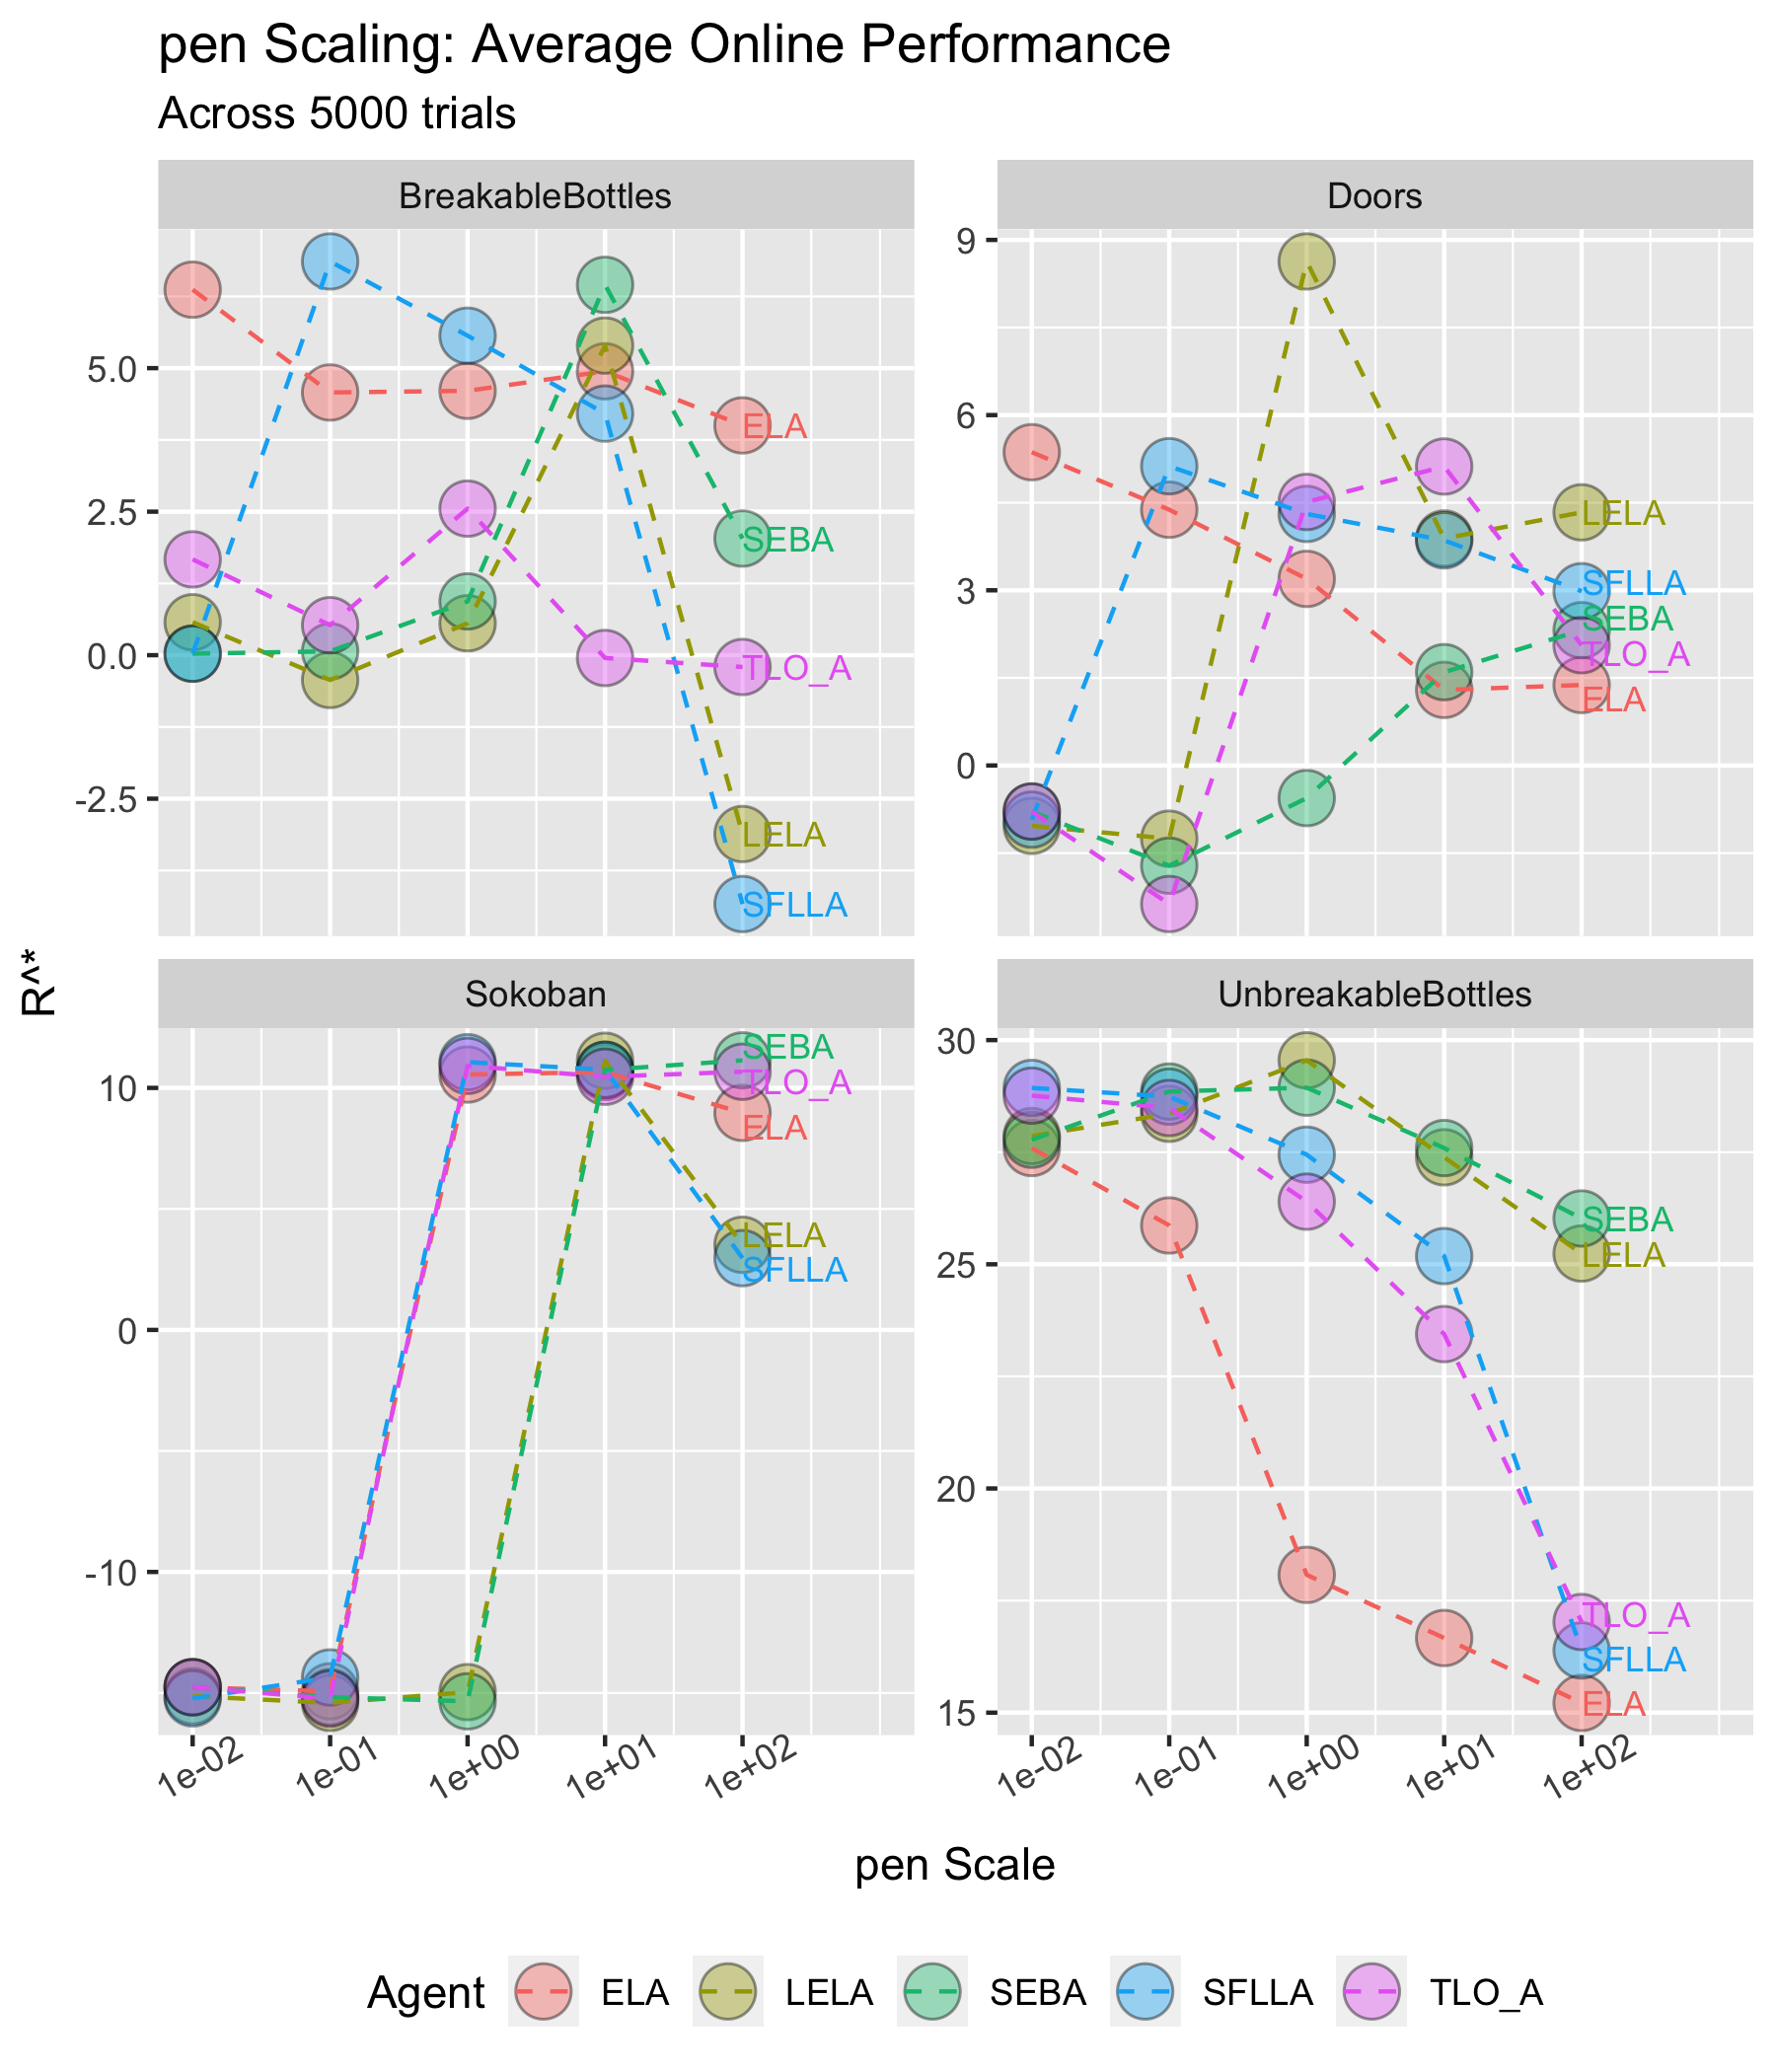 pen Scaling: Average Online Performance
Across 5000 trials
BreakableBottles
Doors
5.0
2.5
0.0
-2.5
ELA
SEBA
TLO_A
LELA
SFLLA
9
6
3
0
LELA
SFLLA
SEBA
TLO_A
ELA
R^*
Sokoban
UnbreakableBottles
10
0
-10
SEBA
TLO_A
ELA
LELA
SFLLA
30
25
20
15
SEBA
LELA
TLO_A
SFLLA
ELA
1e-02 1e-01 1e+00 1e+01 1e+02
1e-02 1e-01 1e+00 1e+01 1e+02
pen Scale
Agent ELA LELA SEBA SFLLA TLO_A